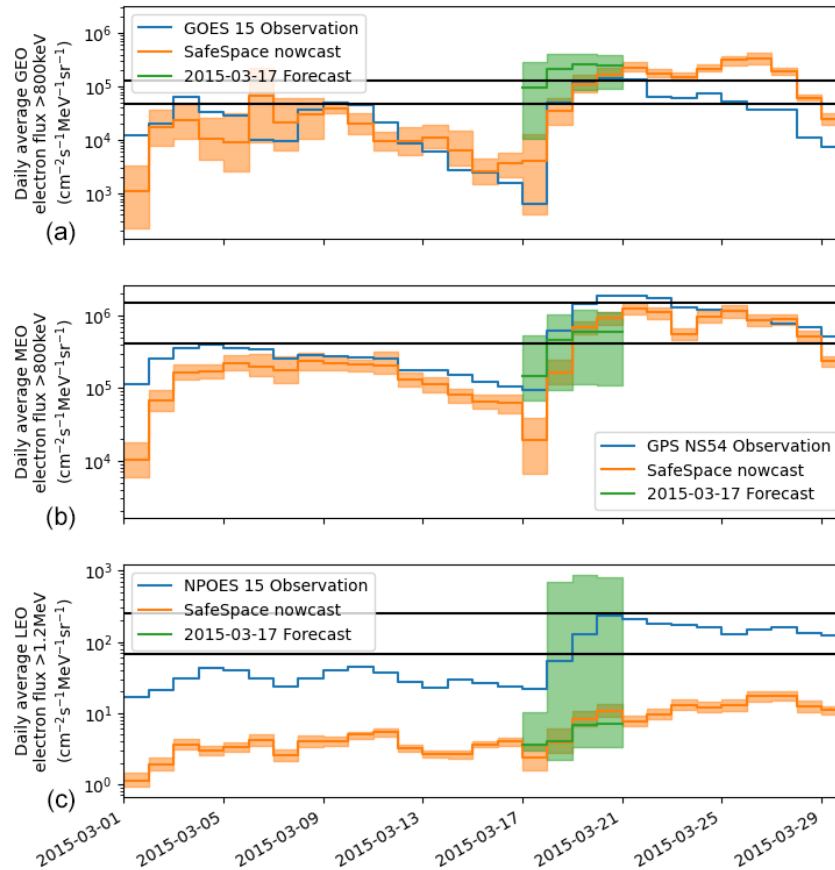 Daily average GEO
electron flux >800keV
(cm⁻²s⁻¹MeV⁻¹sr⁻¹)
10⁶
10⁵
10⁴
10³
GOES 15 Observation
SafeSpace nowcast
2015-03-17 Forecast
(a)
Daily average MEO
electron flux >800keV
(cm⁻²s⁻¹MeV⁻¹sr⁻¹)
10⁶
10⁵
10⁴
GPS NS54 Observation
SafeSpace nowcast
2015-03-17 Forecast
(b)
Daily average LEO
electron flux >1.2MeV
(cm⁻²s⁻¹MeV⁻¹sr⁻¹)
10³
10²
10¹
10⁰
NPOES 15 Observation
SafeSpace nowcast
2015-03-17 Forecast
(c)
2015-03-01
2015-03-05
2015-03-09
2015-03-13
2015-03-17
2015-03-21
2015-03-25
2015-03-29